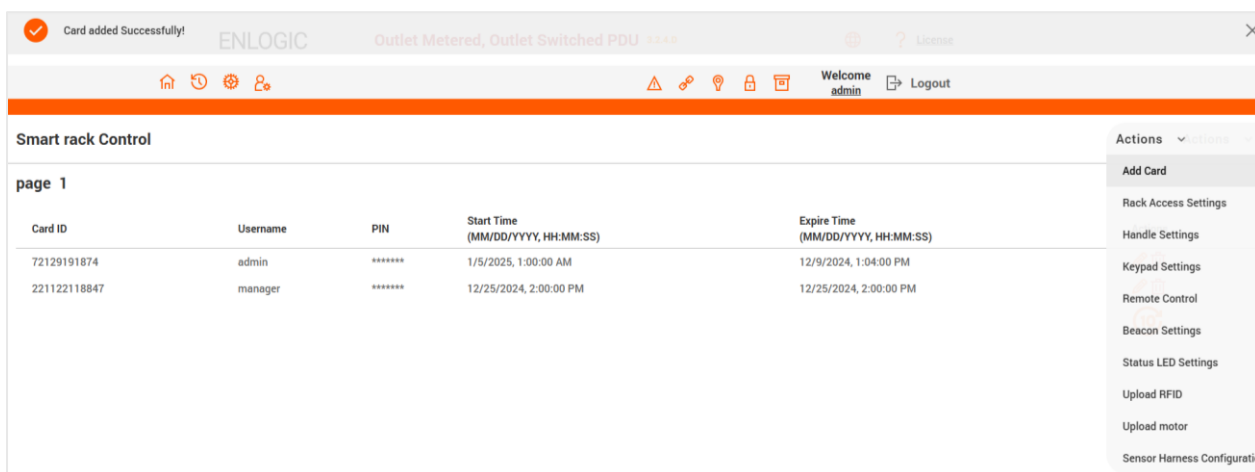 Card added Successfully!
ENLOGIC
Outlet Metered, Outlet Switched PDU
? License
Welcome
admin
Logout
Smart rack Control
Actions
Actions
page 1
Add Card
Rack Access Settings
Card ID Username PIN Start Time (MM/DD/YYYY, HH:MM:SS) Expire Time (MM/DD/YYYY, HH:MM:SS)
Handle Settings
72129191874 admin ******* 1/5/2025, 1:00:00 AM 12/9/2024, 1:04:00 PM
Keypad Settings
221122118847 manager ******* 12/25/2024, 2:00:00 PM 12/25/2024, 2:00:00 PM
Remote Control
Beacon Settings
Status LED Settings
Upload RFID
Upload motor
Sensor Harness Configurati